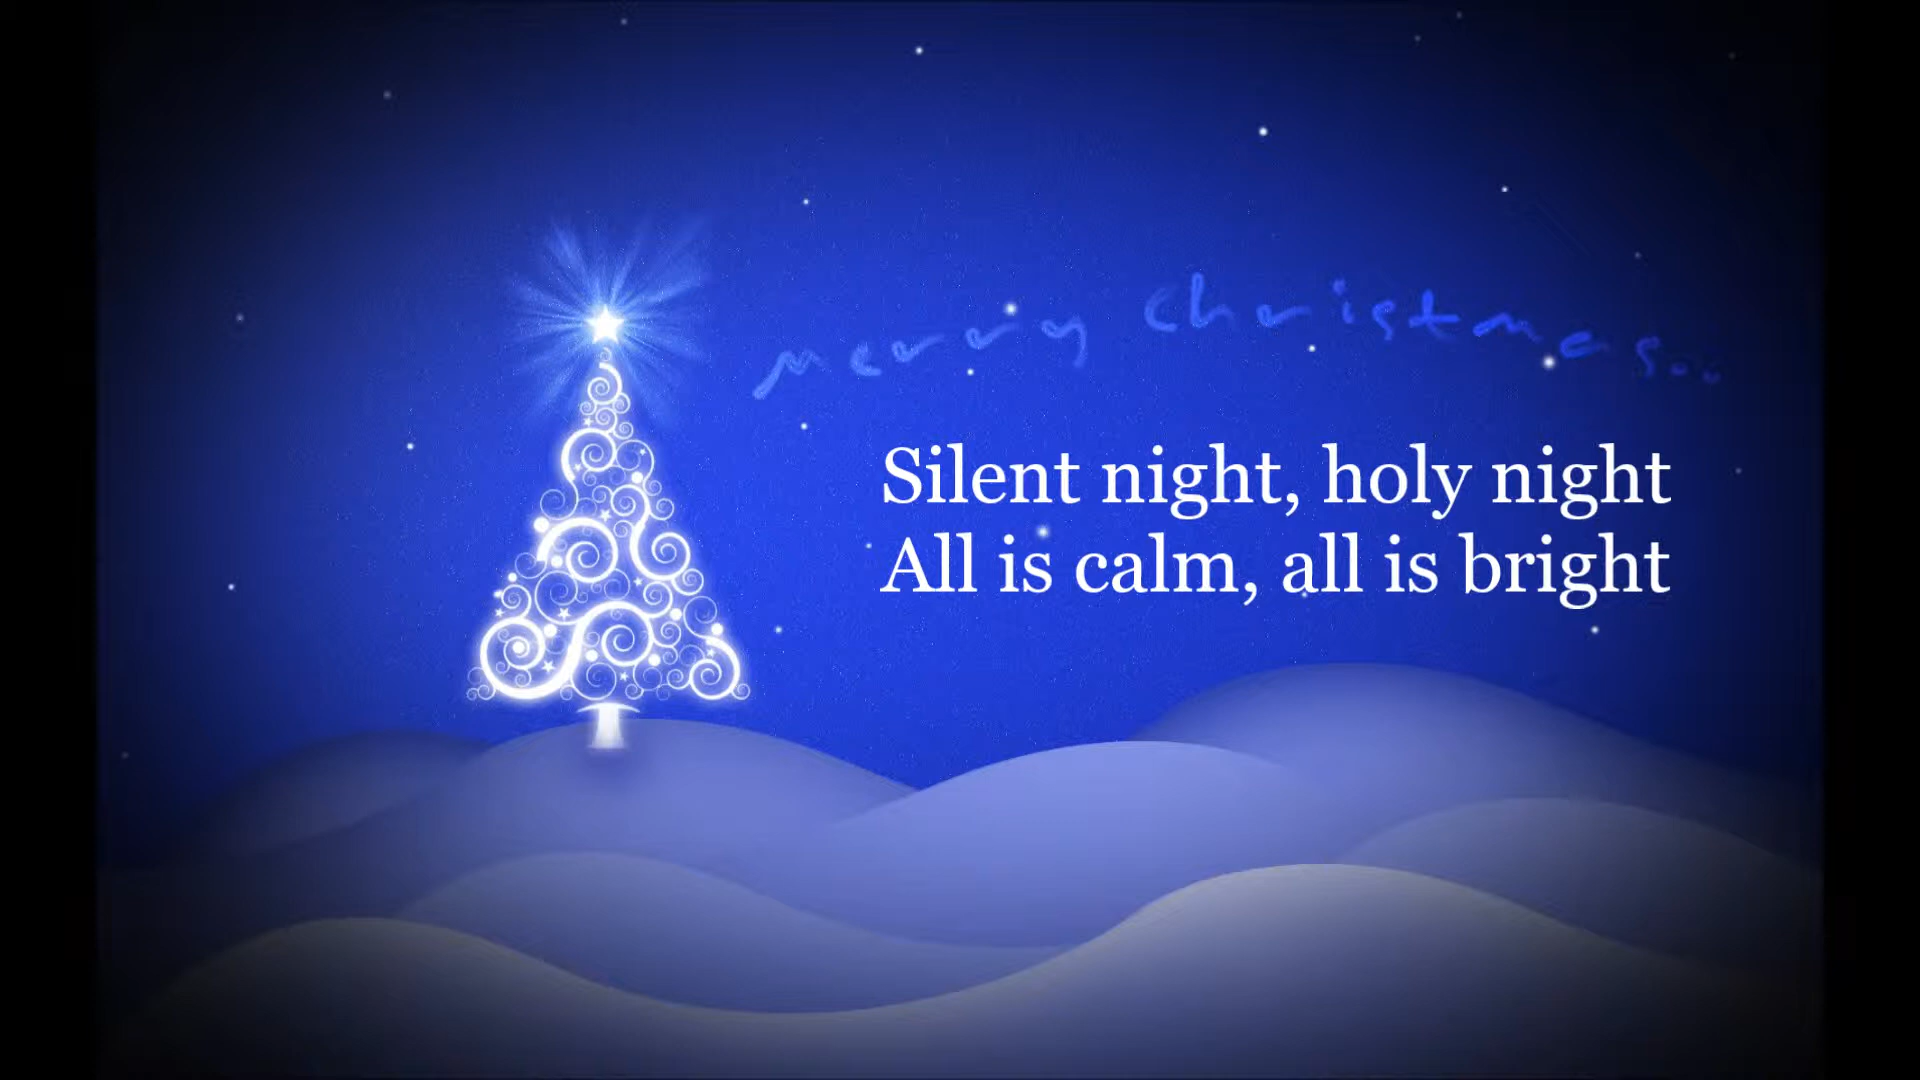 merry christmas...
Silent night, holy night
All is calm, all is bright